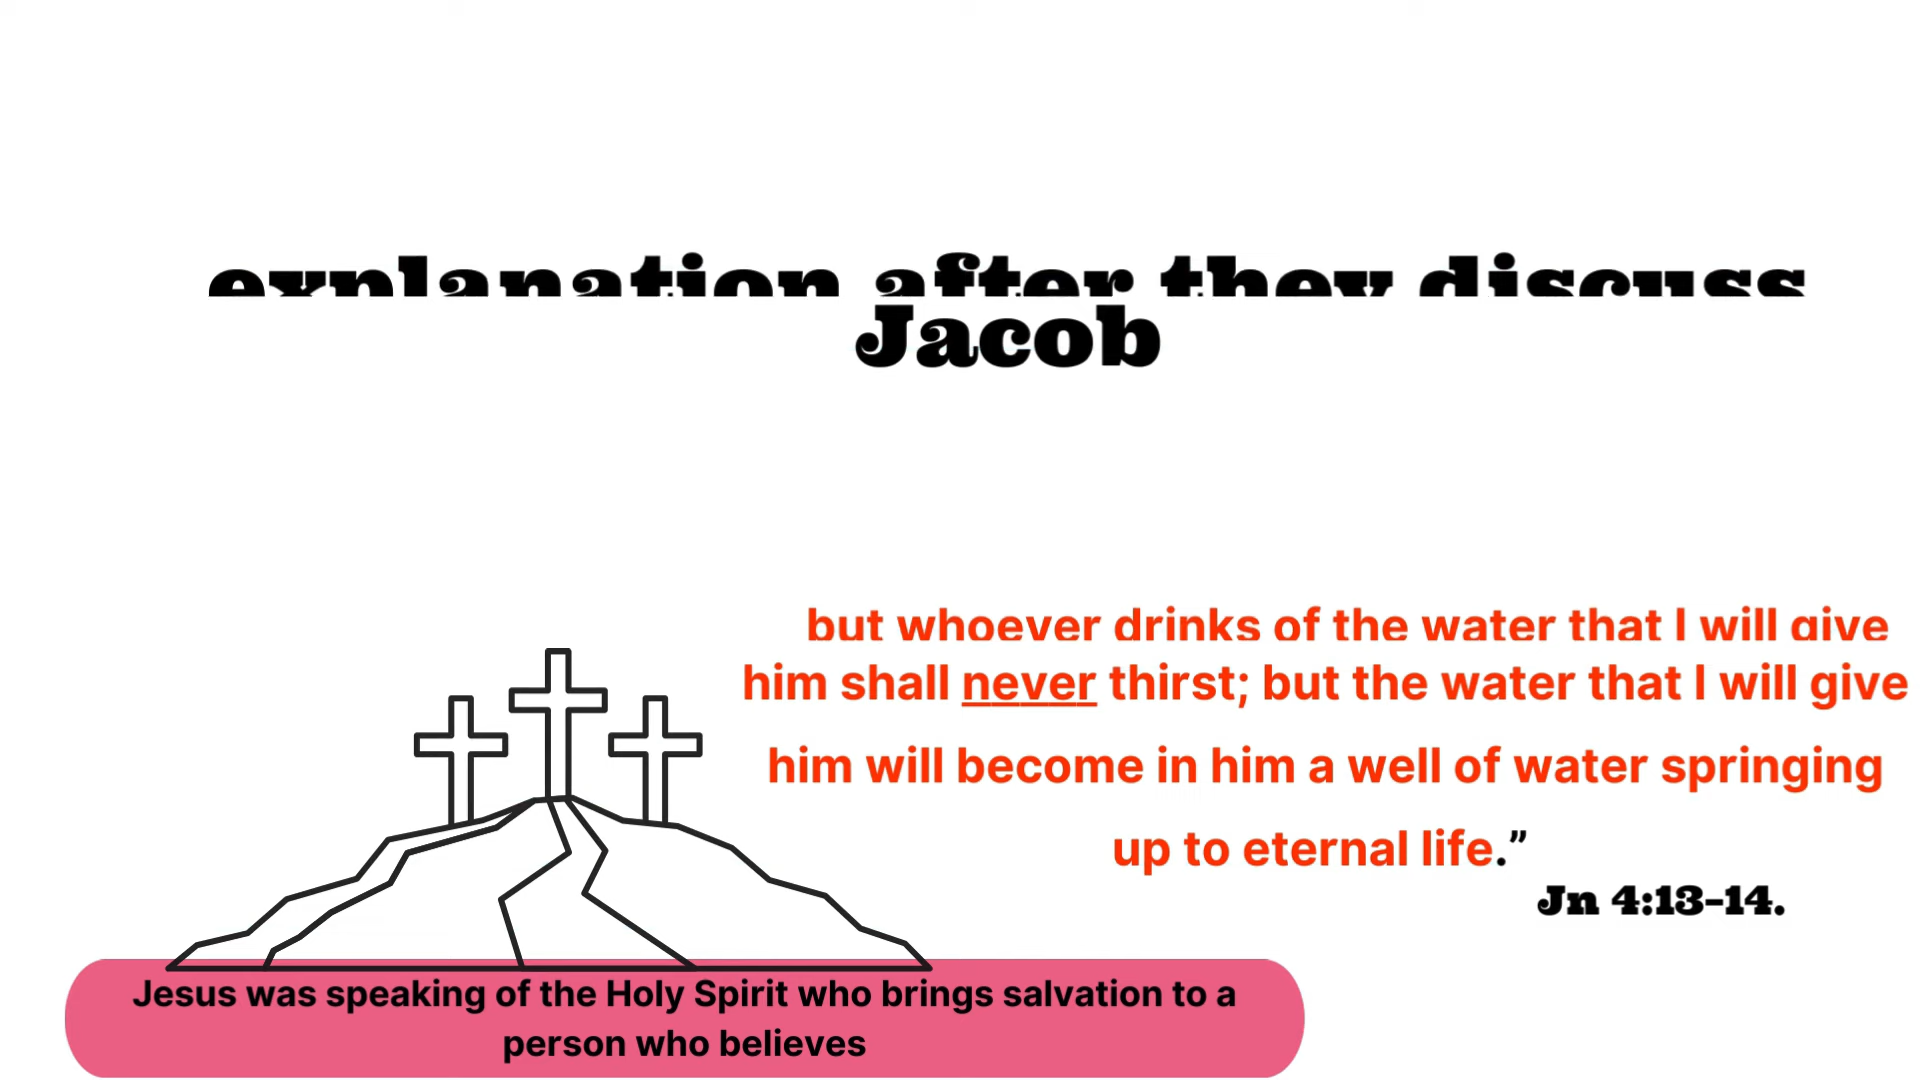 explanation after they discuss
Jacob
but whoever drinks of the water that I will give
him shall never thirst; but the water that I will give
him will become in him a well of water springing
up to eternal life.”
Jn 4:13-14.
Jesus was speaking of the Holy Spirit who brings salvation to a
person who believes